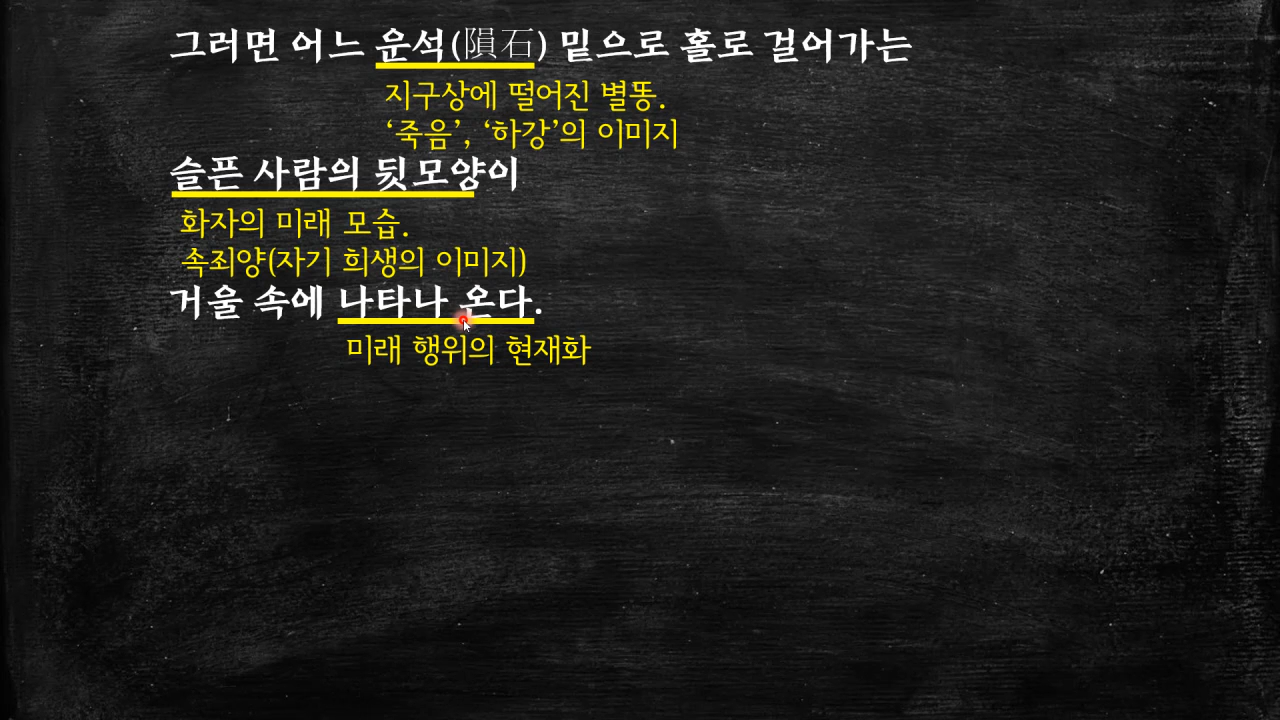 그러면 어느 운석(隕石) 밑으로 홀로 걸어가는
지구상에 떨어진 별똥.
‘죽음’, ‘하강’의 이미지
슬픈 사람의 뒷모양이
화자의 미래 모습.
속죄양(자기 희생의 이미지)
거울 속에 나타나 온다.
미래 행위의 현재화